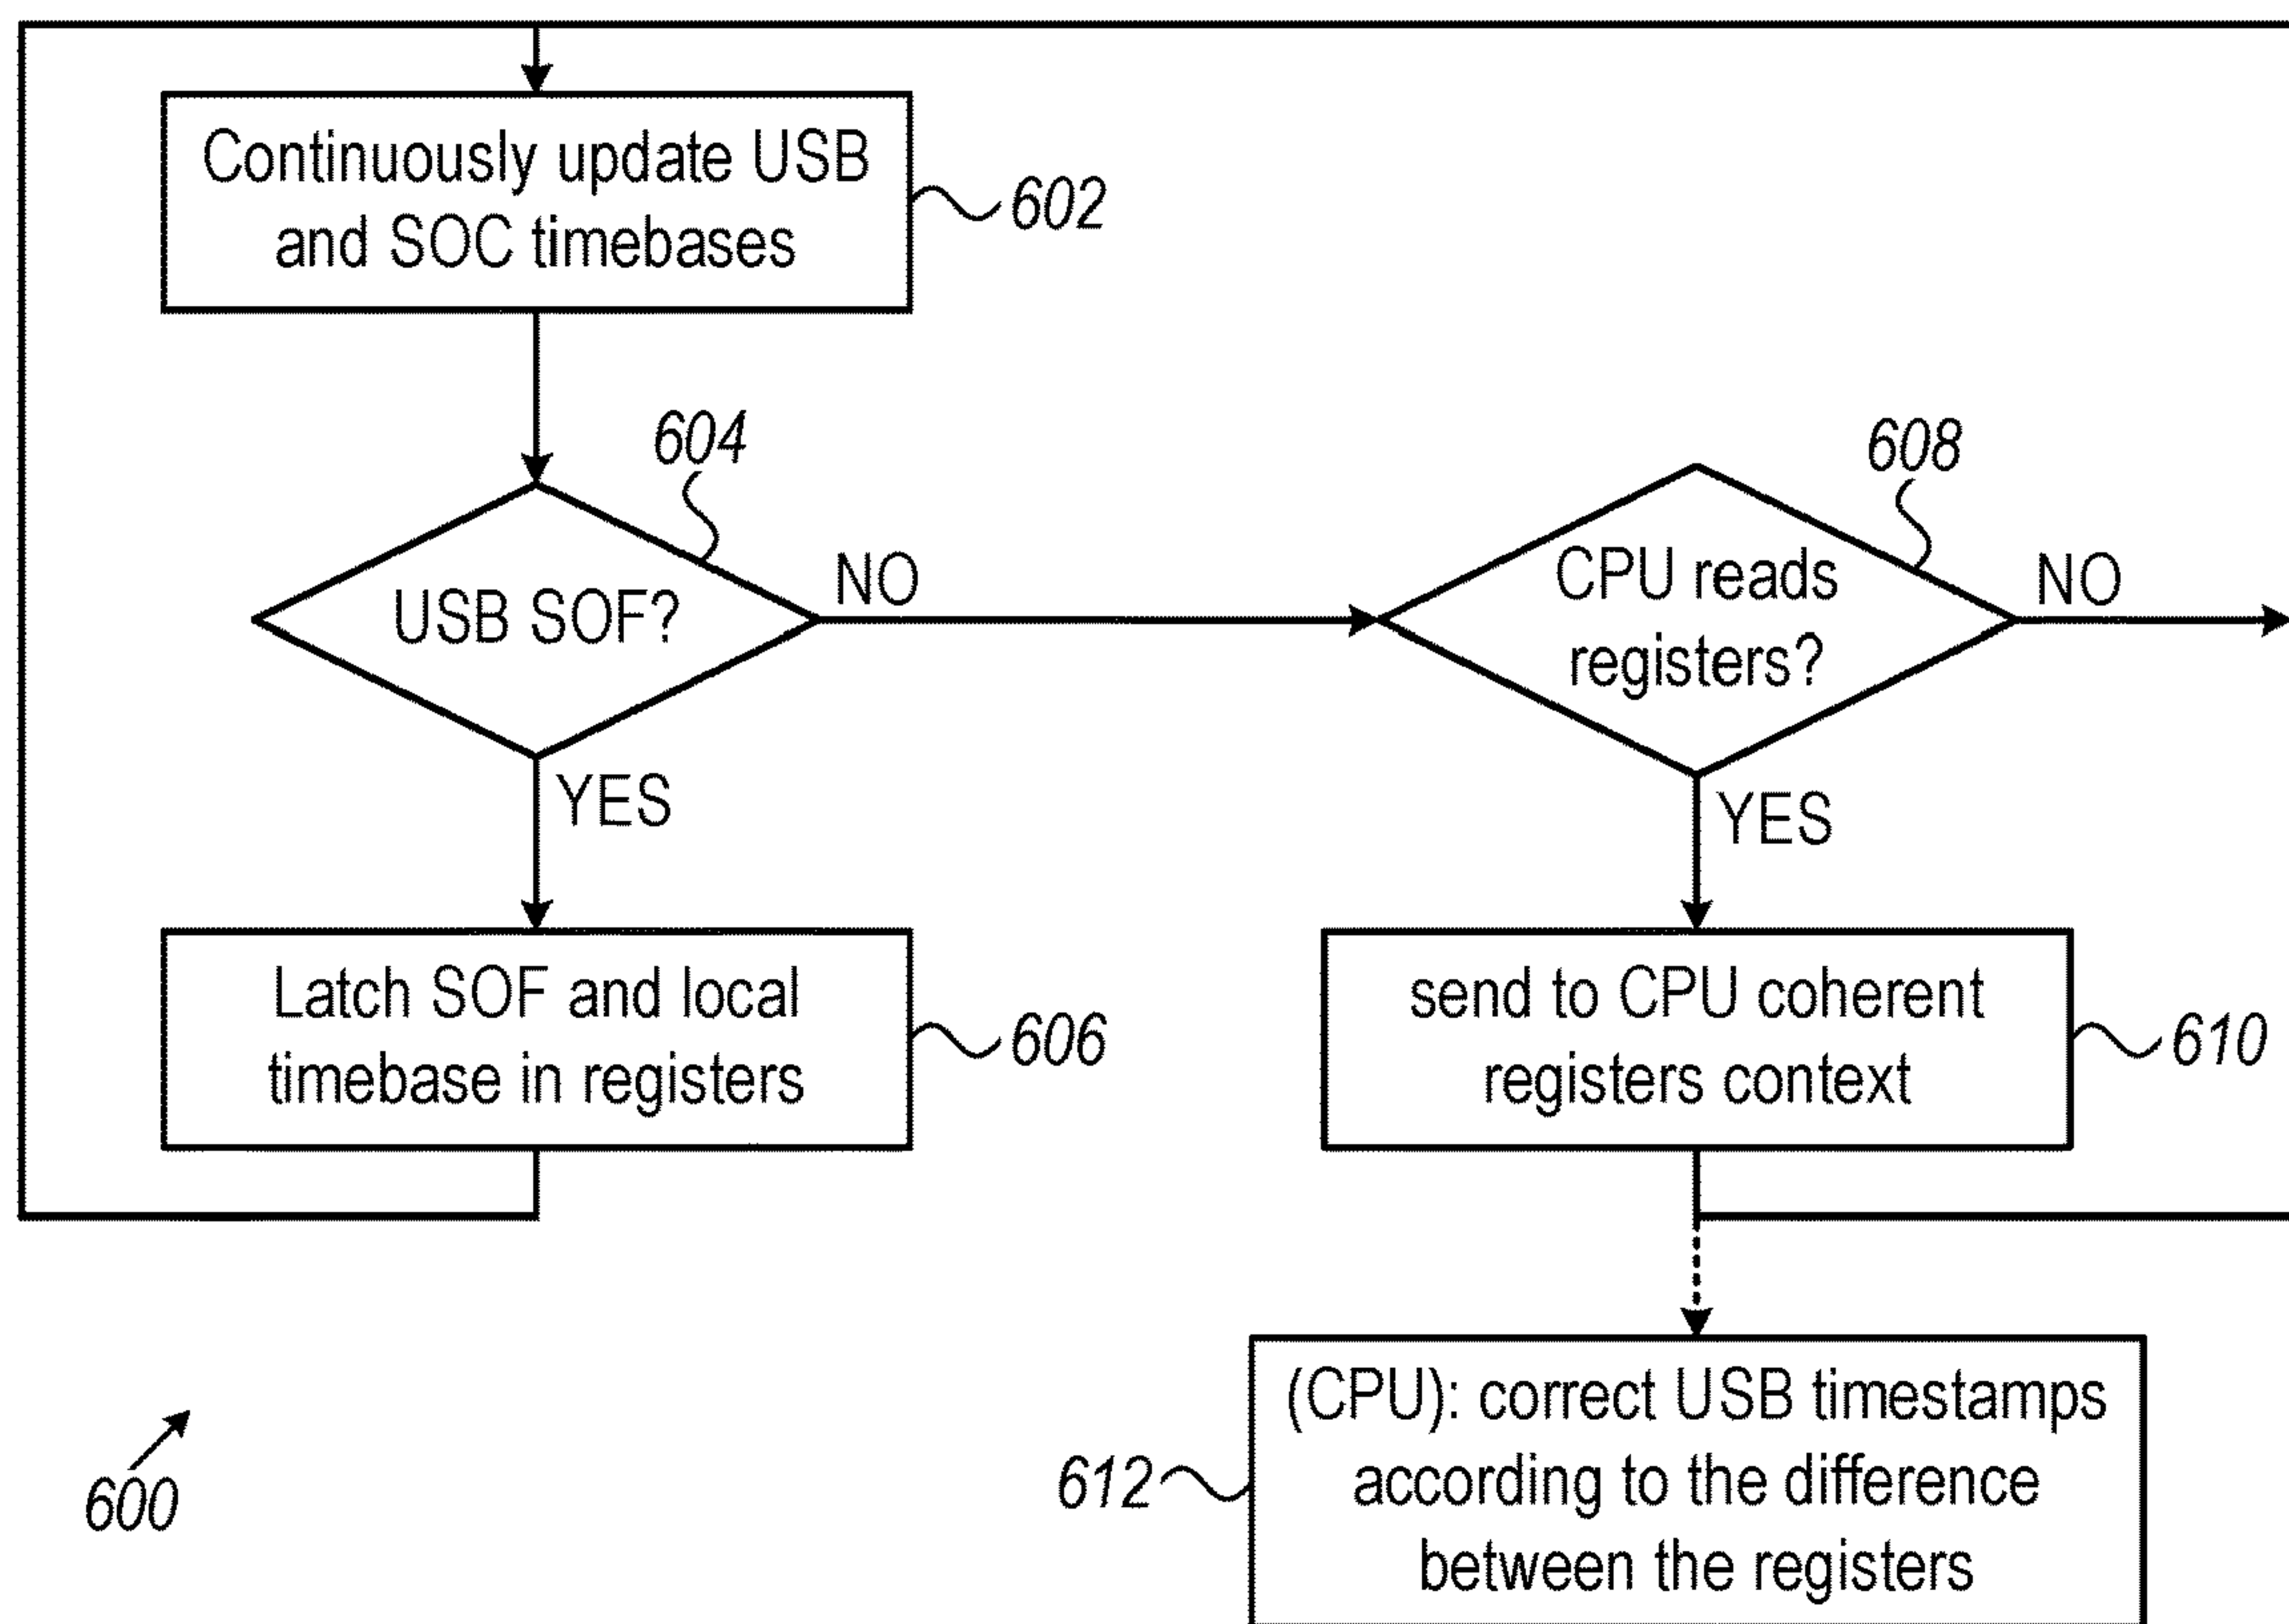 Continuously update USB
and SOC timebases
602
604
USB SOF?
NO
608
CPU reads
registers?
NO
YES
YES
Latch SOF and local
timebase in registers
606
send to CPU coherent
registers context
610
(CPU): correct USB timestamps
according to the difference
between the registers
612
600